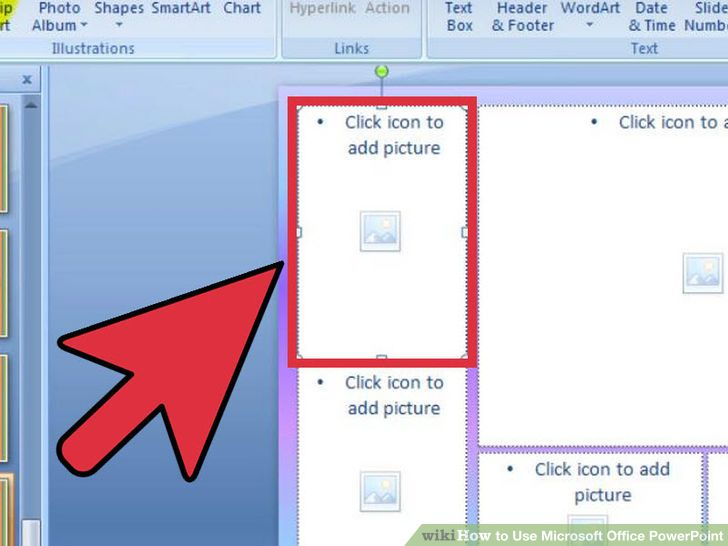 Photo
Album
Shapes
SmartArt
Chart
Hyperlink
Action
Text
Box
Header
& Footer
WordArt
Date
& Time
Slide
Illustrations
Links
Text
x
• Click icon to
add picture
• Click icon to
• Click icon to
add picture
• Click icon to add
picture
wikiHow to Use Microsoft Office PowerPoint